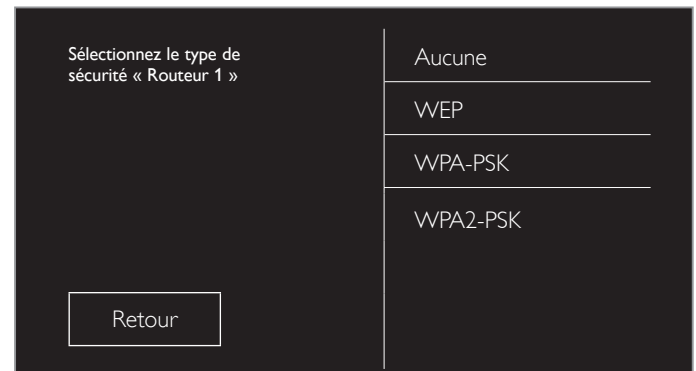 Sélectionnez le type de
sécurité « Routeur 1 »
Aucune
WEP
WPA-PSK
WPA2-PSK
Retour